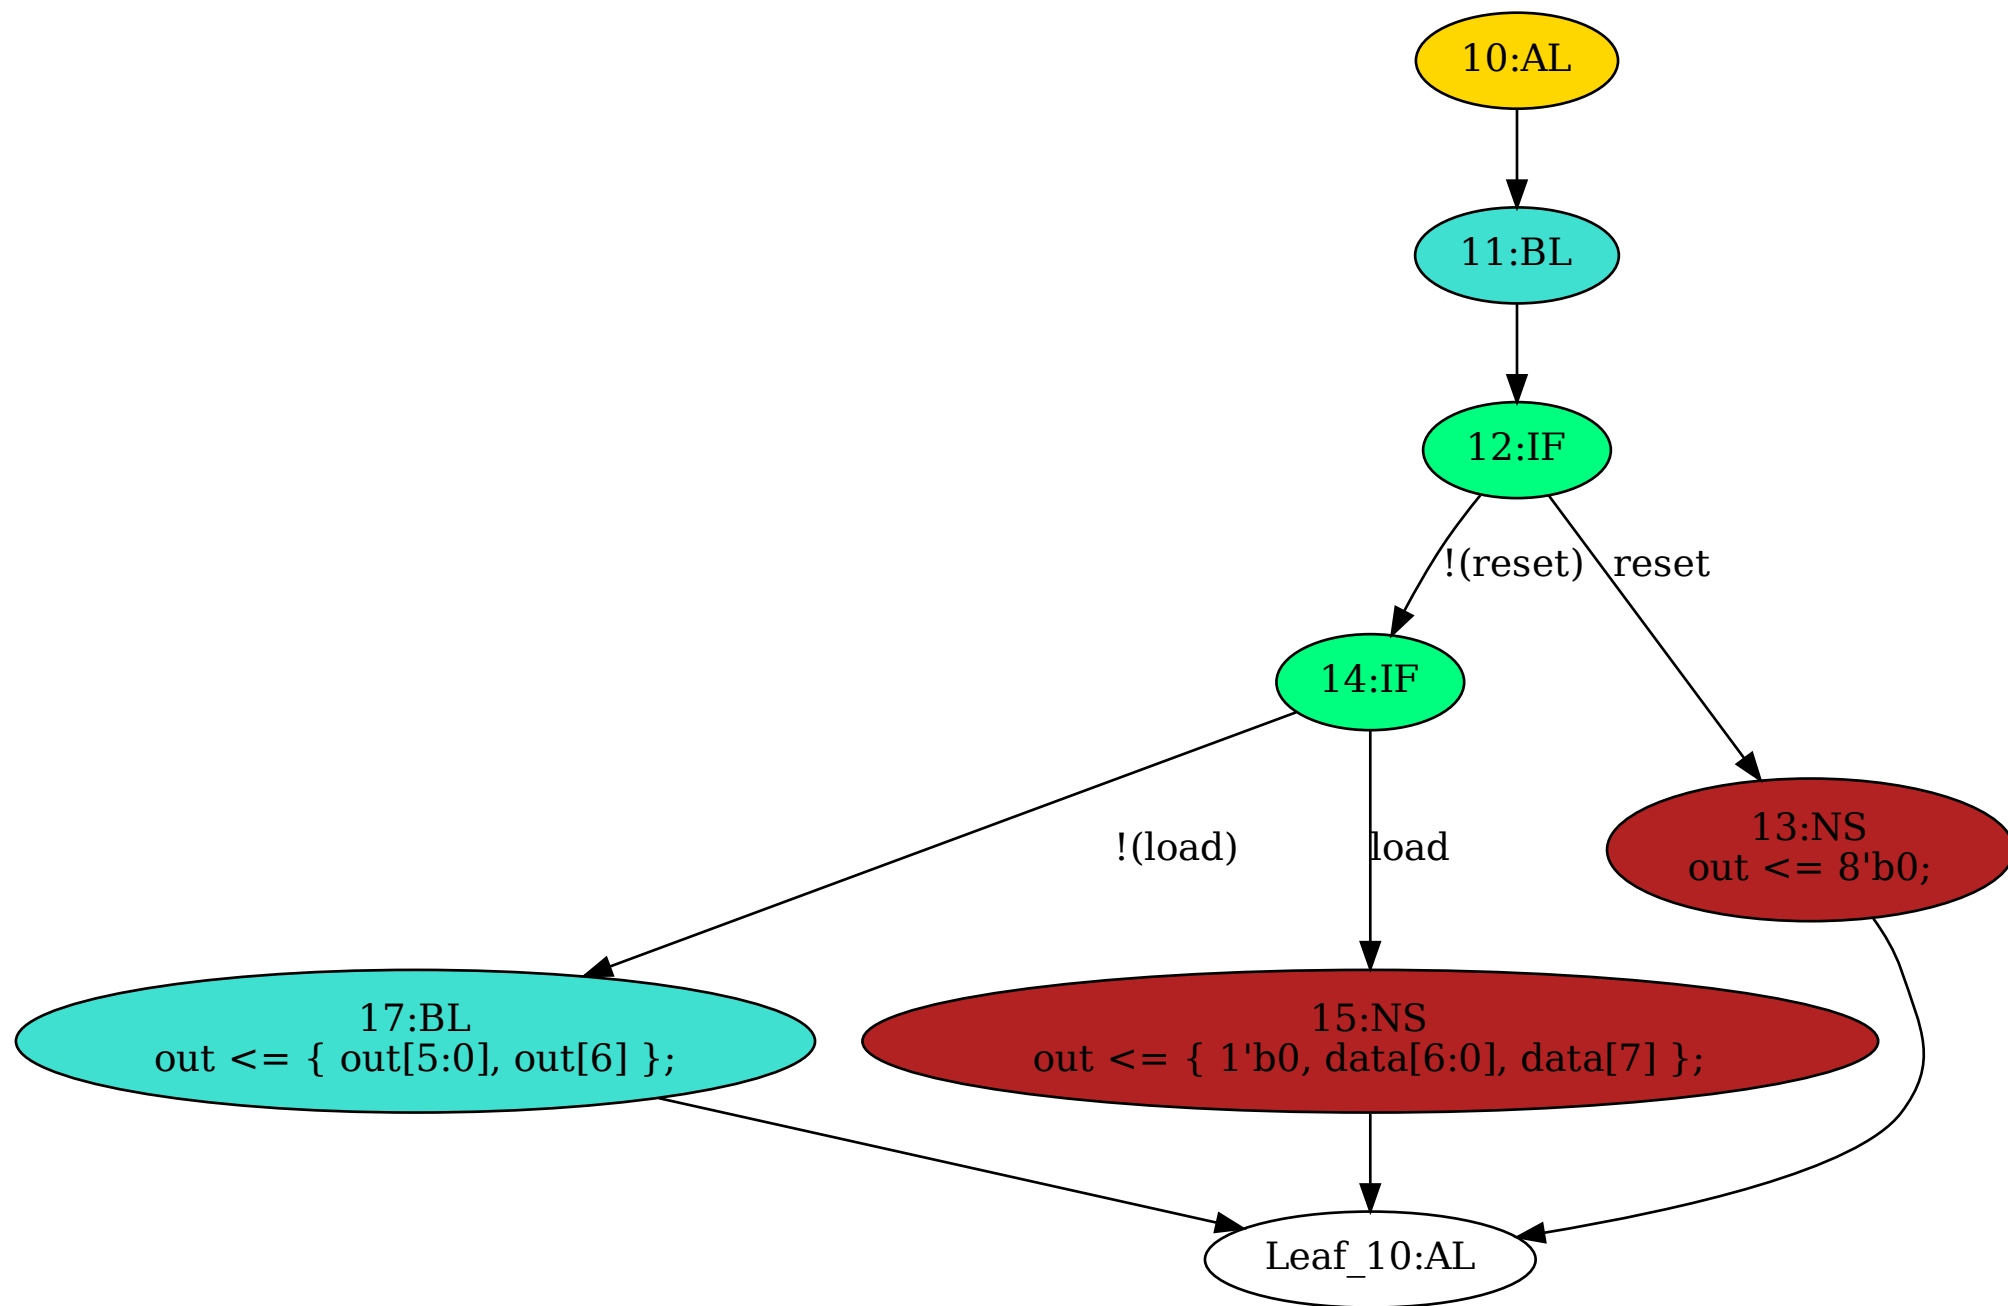 10:AL
11:BL
12:IF
!(reset)
reset
14:IF
13:NS
out <= 8'b0;
!(load)
load
17:BL
out <= { out[5:0], out[6] };
15:NS
out <= { 1'b0, data[6:0], data[7] };
Leaf_10:AL